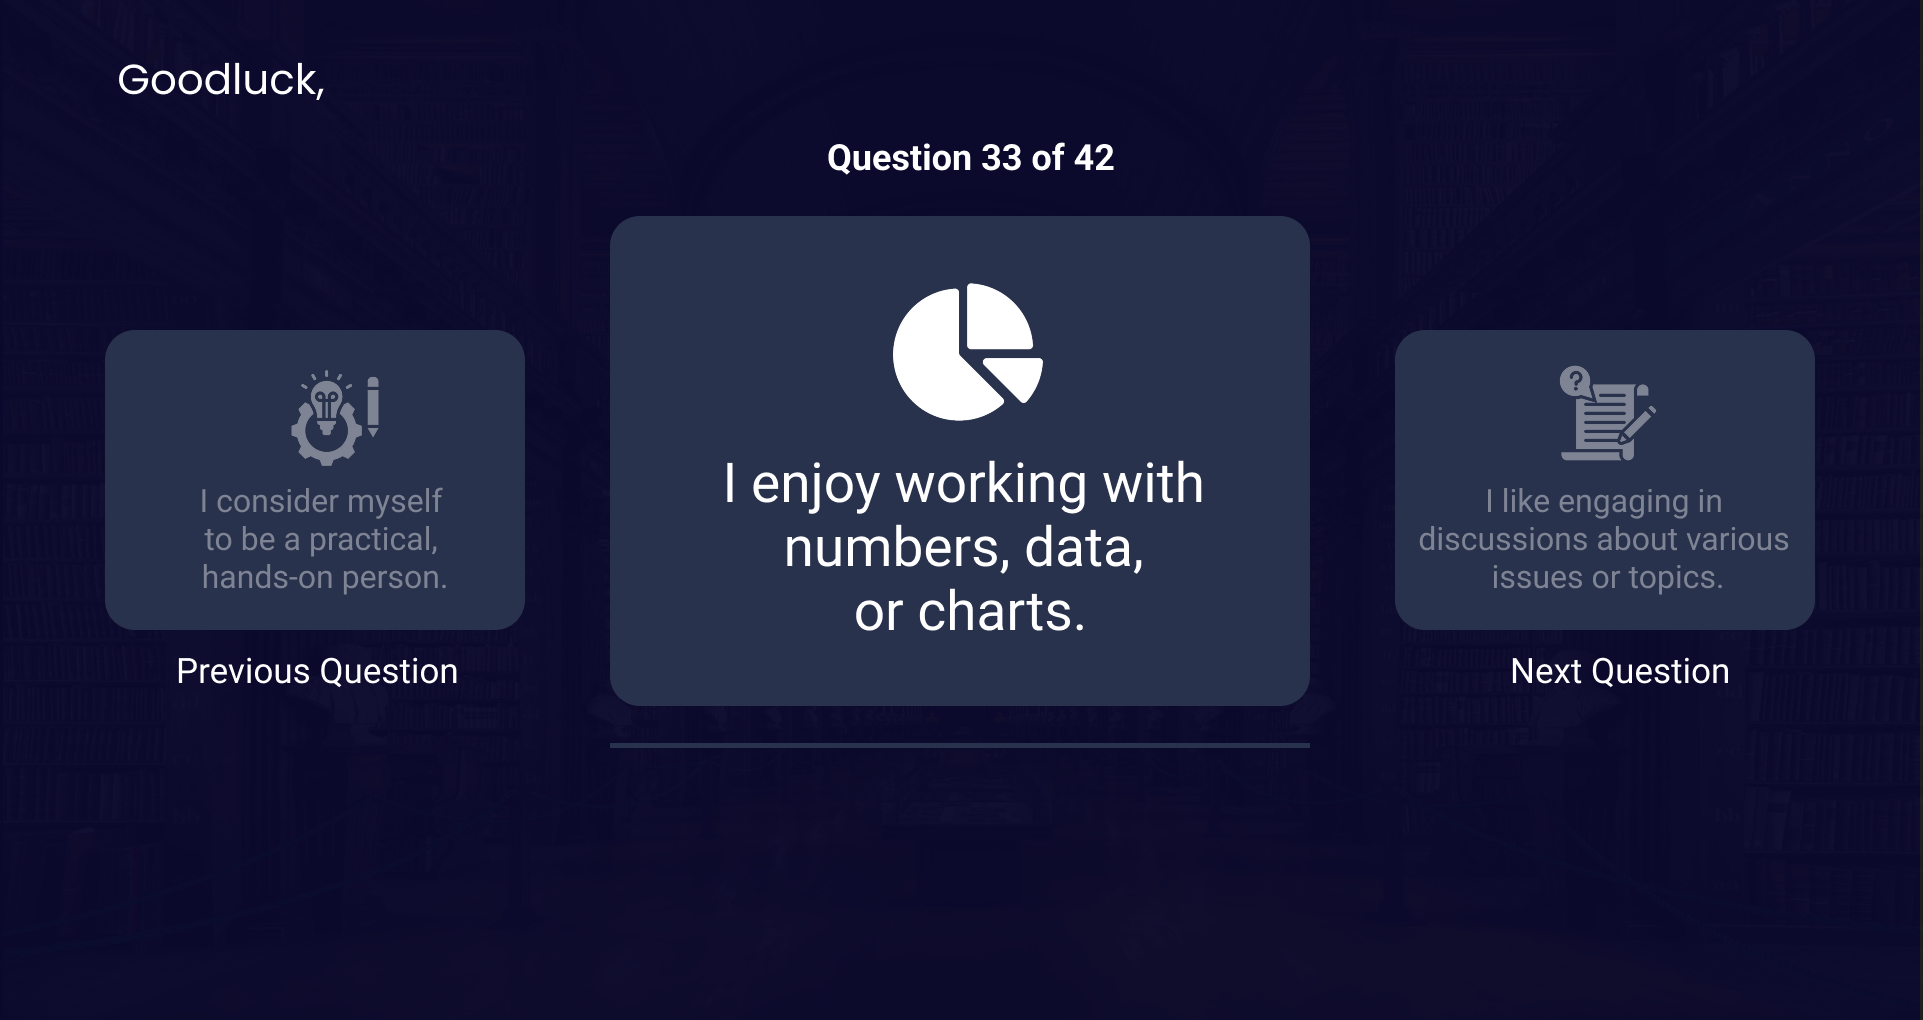 Goodluck,
Question 33 of 42
I consider myself
to be a practical,
hands-on person.
Previous Question
I enjoy working with
numbers, data,
or charts.
?
I like engaging in
discussions about various
issues or topics.
Next Question